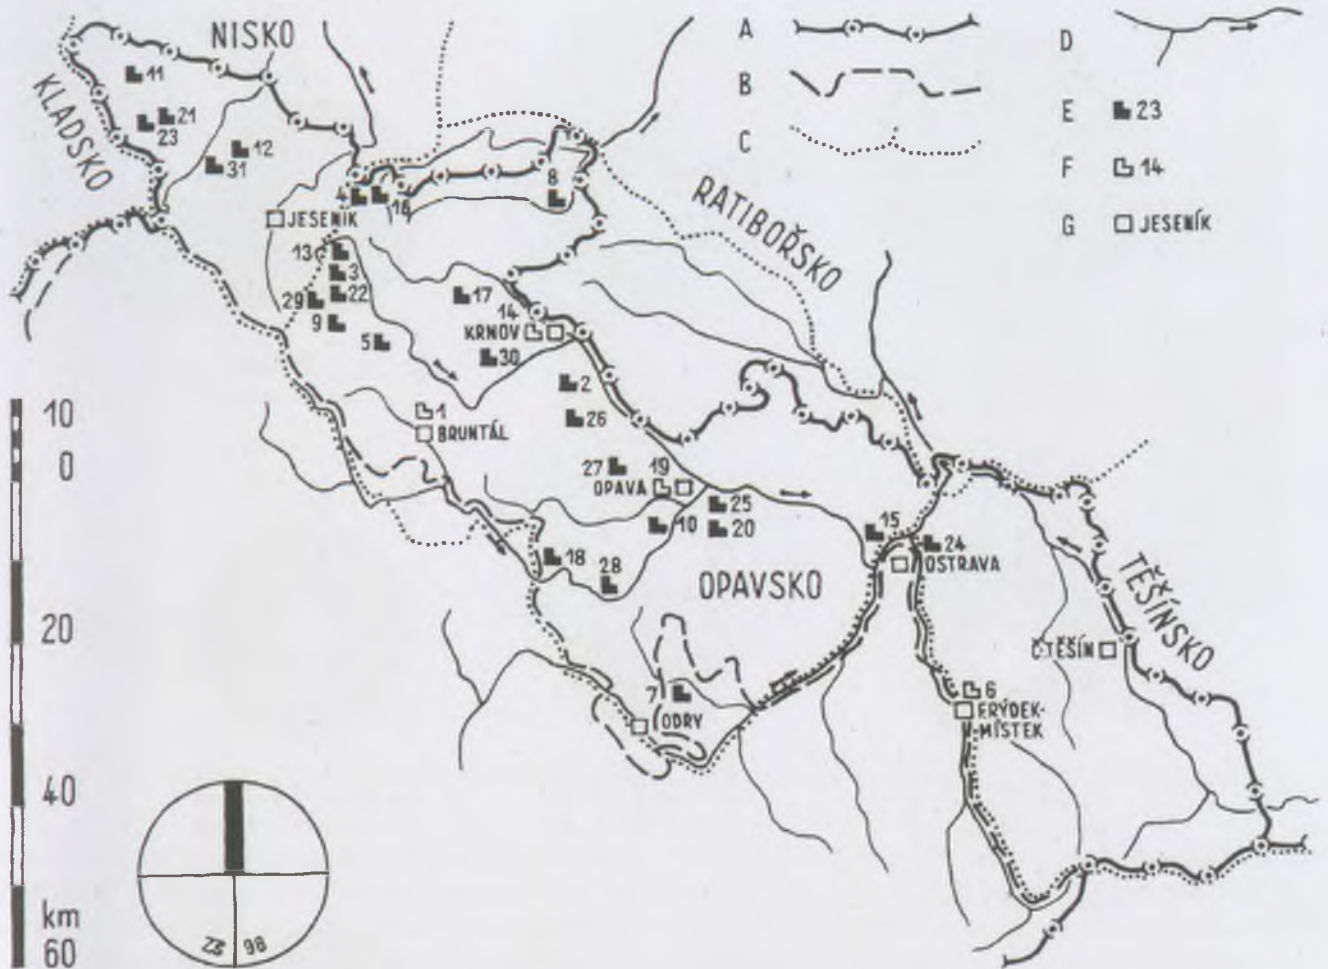 NISKO
KLADSKO
11
21
23
12
31
4
16
8
JESENÍK
13
3
22
29
9
5
17
14
KRNOV
30
2
26
1
BRUNTÁL
RATIBOŘSKO
27
19
OPAVA
25
20
10
18
28
OPAVSKO
15
24
OSTRAVA
TĚŠÍNSKO
Č.TĚŠÍN
6
FRÝDEK-
MÍSTEK
7
ODRY
A
B
C
D
E 23
F 14
G JESENÍK
10
0
20
40
km
60
98